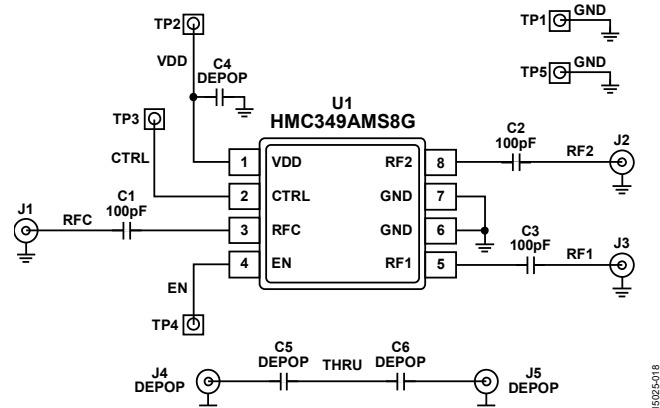 TP2
VDD
C4
DEPOP
TP1
GND
TP5
GND
TP3
CTRL
U1
HMC349AMS8G
1
VDD
2
CTRL
3
RFC
4
EN
RF2
8
GND
7
GND
6
RF1
5
C2
100pF
RF2
J2
C1
100pF
J1
RFC
C3
100pF
RF1
J3
EN
TP4
J4
DEPOP
C5
DEPOP
THRU
C6
DEPOP
J5
DEPOP
15025-018